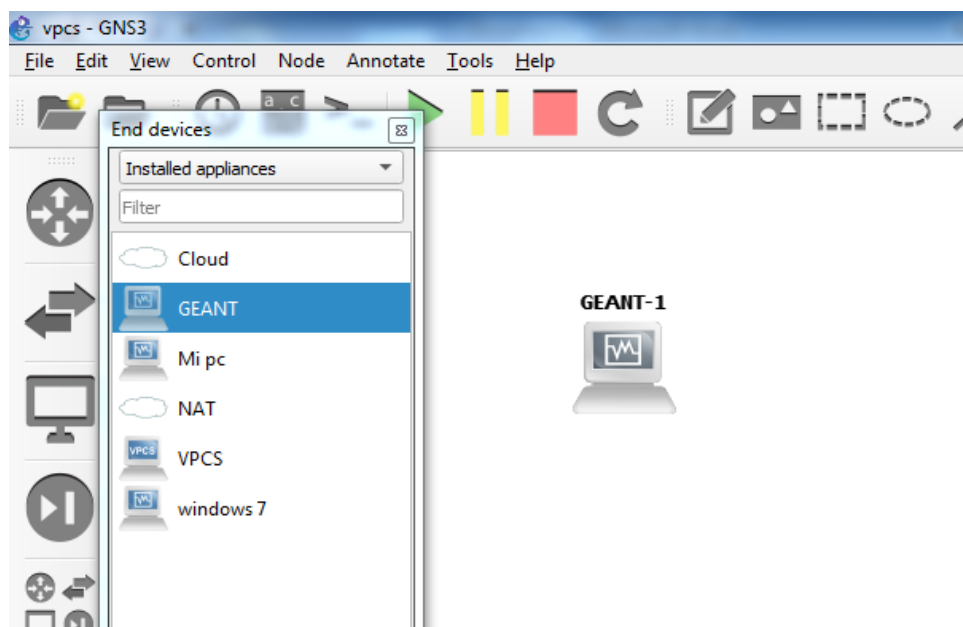 vpcs - GNS3
File Edit View Control Node Annotate Tools Help
End devices
Installed appliances
Filter
Cloud
GEANT
Mi pc
NAT
VPCS
VPCS
windows 7
GEANT-1